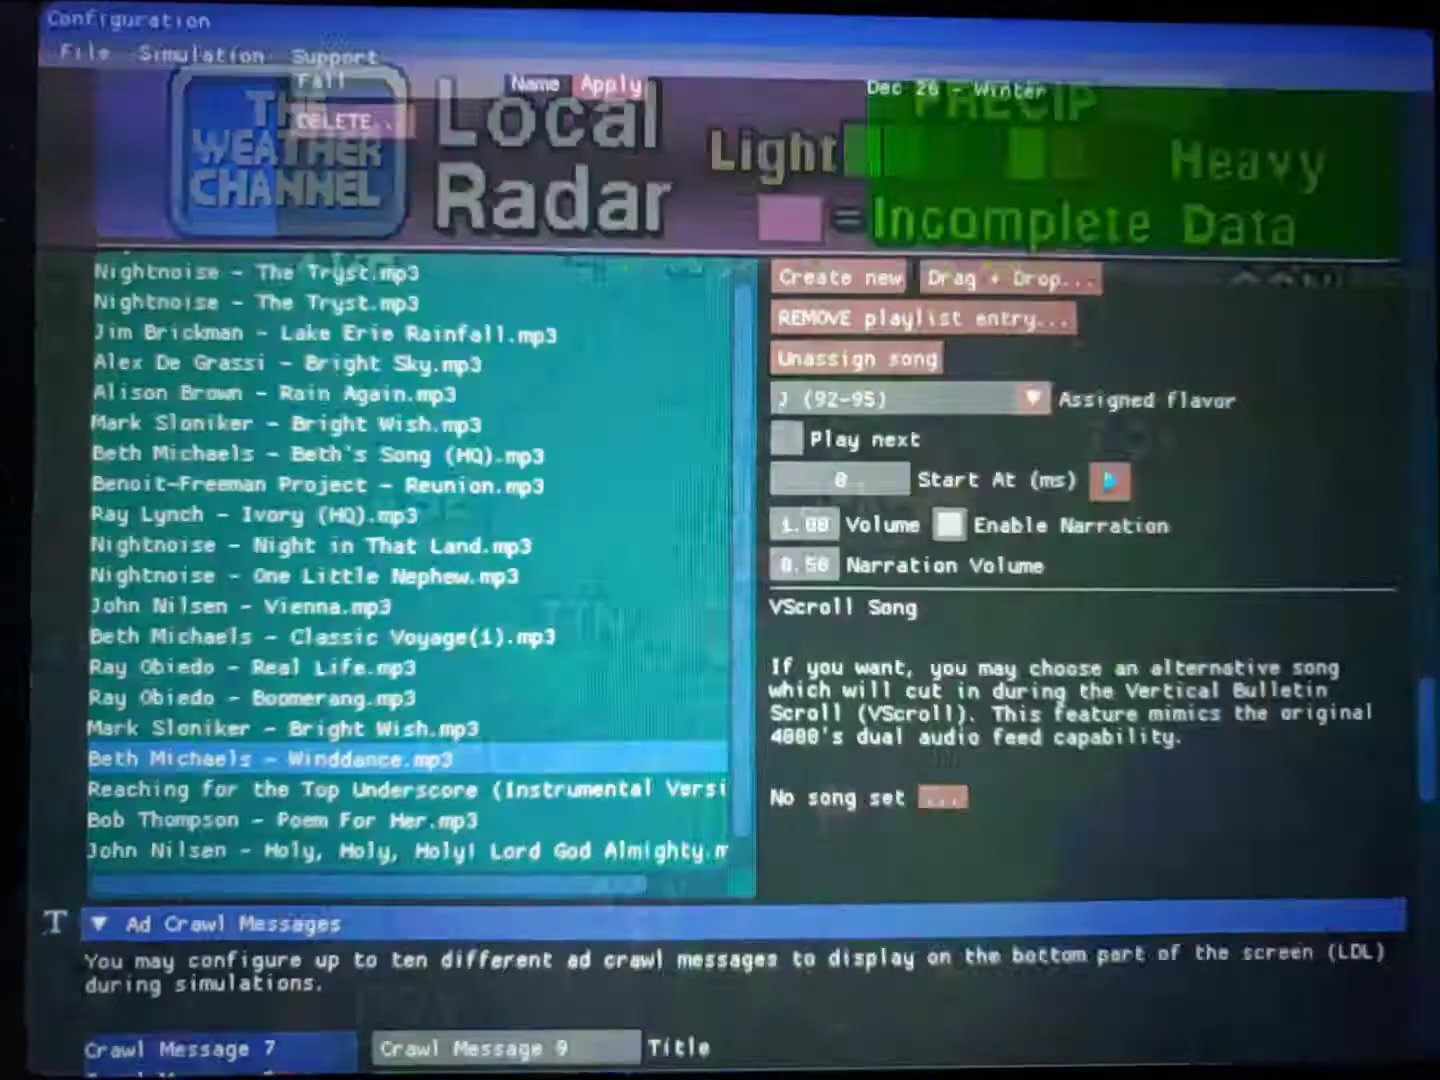 Configuration
File Simulation Support
Fall
Name Apply
Dec 26 - Winter
DELETE...
THE WEATHER CHANNEL
Local Radar
PRECIP
Light Heavy
= Incomplete Data
Nightnoise - The Tryst.mp3
Nightnoise - The Tryst.mp3
Jim Brickman - Lake Erie Rainfall.mp3
Alex De Grassi - Bright Sky.mp3
Alison Brown - Rain Again.mp3
Mark Sloniker - Bright Wish.mp3
Beth Michaels - Beth's Song (HQ).mp3
Benoit-Freeman Project - Reunion.mp3
Ray Lynch - Ivory (HQ).mp3
Nightnoise - Night in That Land.mp3
Nightnoise - One Little Nephew.mp3
John Nilsen - Vienna.mp3
Beth Michaels - Classic Voyage(1).mp3
Ray Obiedo - Real Life.mp3
Ray Obiedo - Boomerang.mp3
Mark Sloniker - Bright Wish.mp3
Beth Michaels - Winddance.mp3
Reaching for the Top Underscore (Instrumental Versi
Bob Thompson - Poem For Her.mp3
John Nilsen - Holy, Holy, Holy! Lord God Almighty.m
Create new Drag + Drop...
REMOVE playlist entry...
Unassign song
J (92-95) Assigned flavor
Play next
0 Start At (ms)
1.00 Volume Enable Narration
0.50 Narration Volume
VScroll Song
If you want, you may choose an alternative song
which will cut in during the Vertical Bulletin
Scroll (VScroll). This feature mimics the original
4000's dual audio feed capability.
No song set ...
T
Ad Crawl Messages
You may configure up to ten different ad crawl messages to display on the bottom part of the screen (LDL)
during simulations.
Crawl Message 7 Crawl Message 9 Title